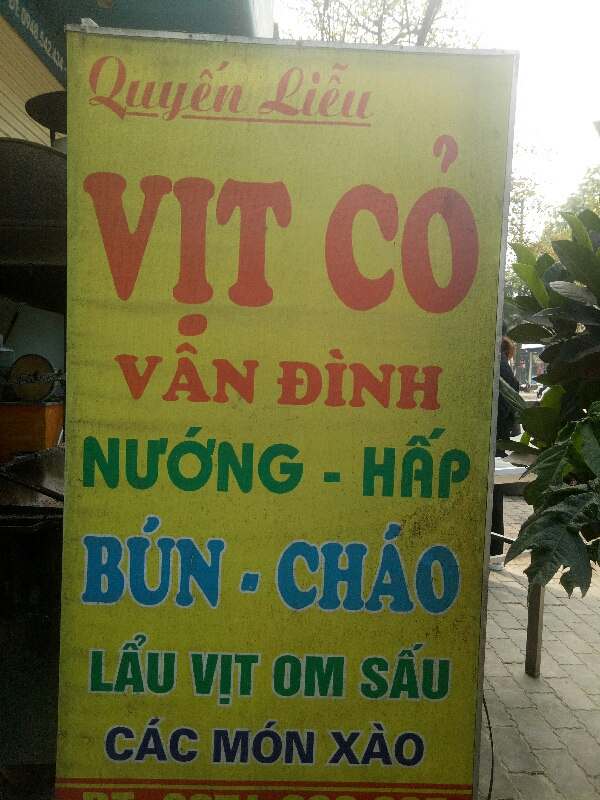 Quyến Liễu
VỊT CỎ
VÂN ĐÌNH
NƯỚNG - HẤP
BÚN - CHÁO
LẨU VỊT OM SẤU
CÁC MÓN XÀO